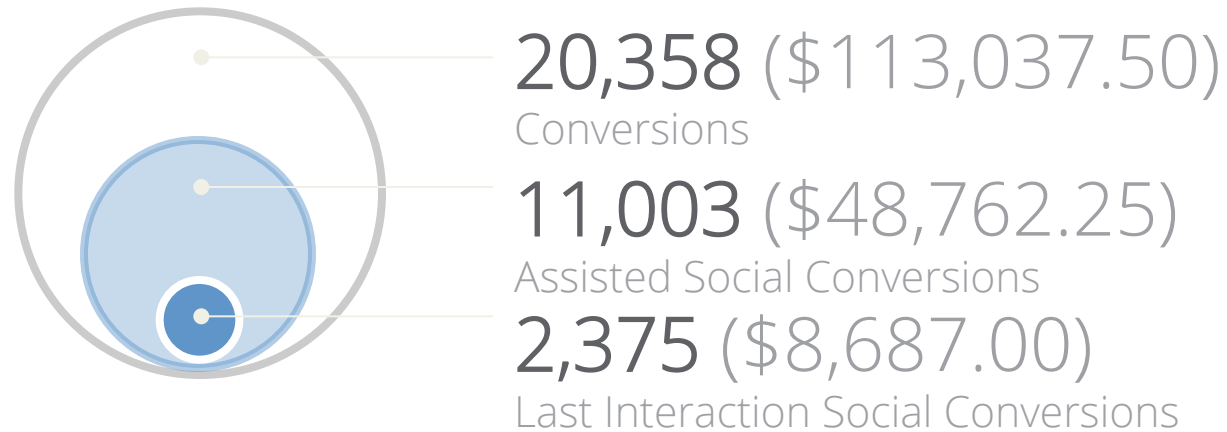 20,358 ($113,037.50)
Conversions
11,003 ($48,762.25)
Assisted Social Conversions
2,375 ($8,687.00)
Last Interaction Social Conversions